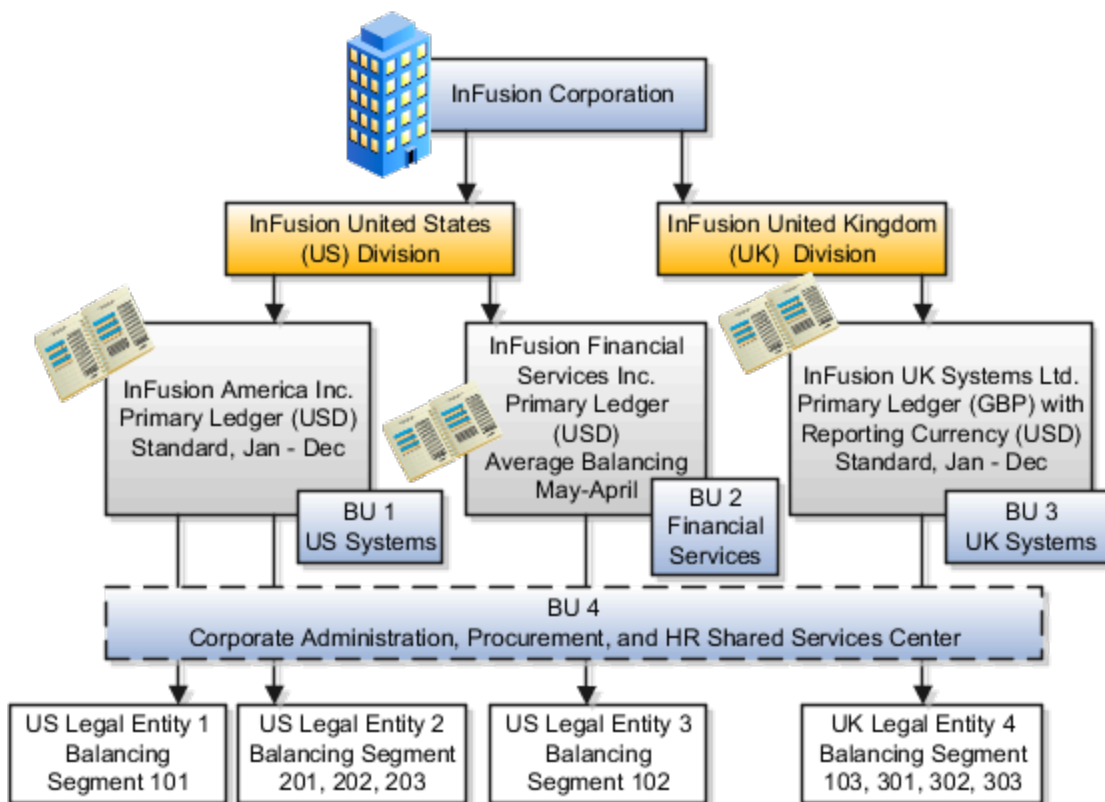 InFusion Corporation
InFusion United States
(US) Division
InFusion United Kingdom
(UK) Division
InFusion America Inc.
Primary Ledger (USD)
Standard, Jan - Dec
BU 1
US Systems
InFusion Financial
Services Inc.
Primary Ledger
(USD)
Average Balancing
May-April
BU 2
Financial
Services
InFusion UK Systems Ltd.
Primary Ledger (GBP) with
Reporting Currency (USD)
Standard, Jan - Dec
BU 3
UK Systems
BU 4
Corporate Administration, Procurement, and HR Shared Services Center
US Legal Entity 1
Balancing
Segment 101
US Legal Entity 2
Balancing Segment
201, 202, 203
US Legal Entity 3
Balancing
Segment 102
UK Legal Entity 4
Balancing Segment
103, 301, 302, 303